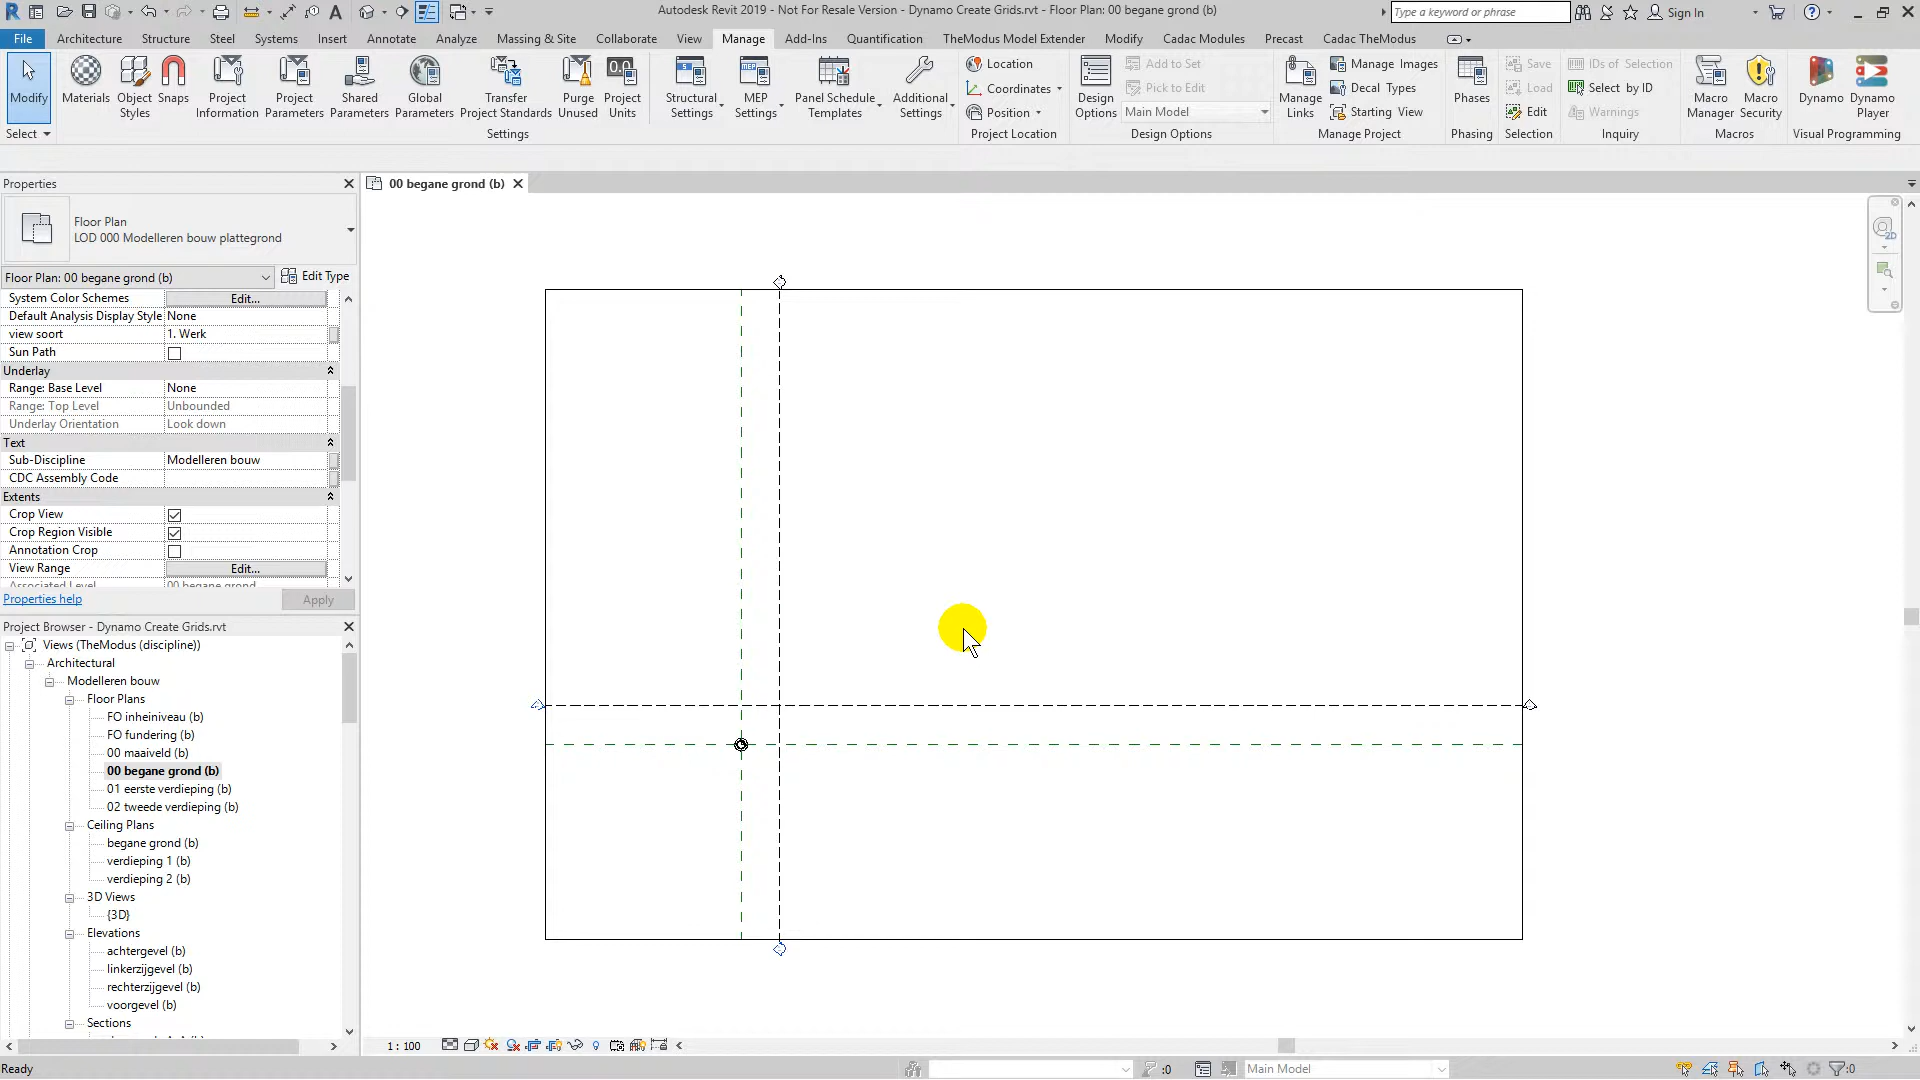 Autodesk Revit 2019 - Not For Resale Version - Dynamo Create Grids.rvt - Floor Plan: 00 begane grond (b)
Type a keyword or phrase
Sign In
File Architecture Structure Steel Systems Insert Annotate Analyze Massing & Site Collaborate View Manage Add-Ins Quantification TheModus Model Extender Modify Cadac Modules Precast Cadac TheModus
Modify
Materials
Object Styles
Snaps
Project Information
Project Parameters
Shared Parameters
Global Parameters
Transfer Project Standards
Purge Unused
Project Units
Structural Settings
MEP Settings
Panel Schedule Templates
Additional Settings
Location
Coordinates
Position
Design Options
Add to Set
Pick to Edit
Main Model
Manage Links
Manage Images
Decal Types
Starting View
Phases
Save
Load
Edit
IDs of Selection
Select by ID
Warnings
Macro Manager
Macro Security
Dynamo
Dynamo Player
Select Settings Project Location Design Options Manage Project Phasing Selection Inquiry Macros Visual Programming
Properties
00 begane grond (b)
Floor Plan
LOD 000 Modelleren bouw plattegrond
Floor Plan: 00 begane grond (b) Edit Type
System Color Schemes Edit...
Default Analysis Display Style None
view soort 1. Werk
Sun Path
Underlay
Range: Base Level None
Range: Top Level Unbounded
Underlay Orientation Look down
Text
Sub-Discipline Modelleren bouw
CDC Assembly Code
Extents
Crop View
Crop Region Visible
Annotation Crop
View Range Edit...
Associated Level 00 begane grond
Properties help Apply
Project Browser - Dynamo Create Grids.rvt
Views (TheModus (discipline))
Architectural
Modelleren bouw
Floor Plans
FO inheiniveau (b)
FO fundering (b)
00 maaiveld (b)
00 begane grond (b)
01 eerste verdieping (b)
02 tweede verdieping (b)
Ceiling Plans
begane grond (b)
verdieping 1 (b)
verdieping 2 (b)
3D Views
{3D}
Elevations
achtergevel (b)
linkerzijgevel (b)
rechterzijgevel (b)
voorgevel (b)
Sections
1 : 100
Ready
:0
Main Model
:0